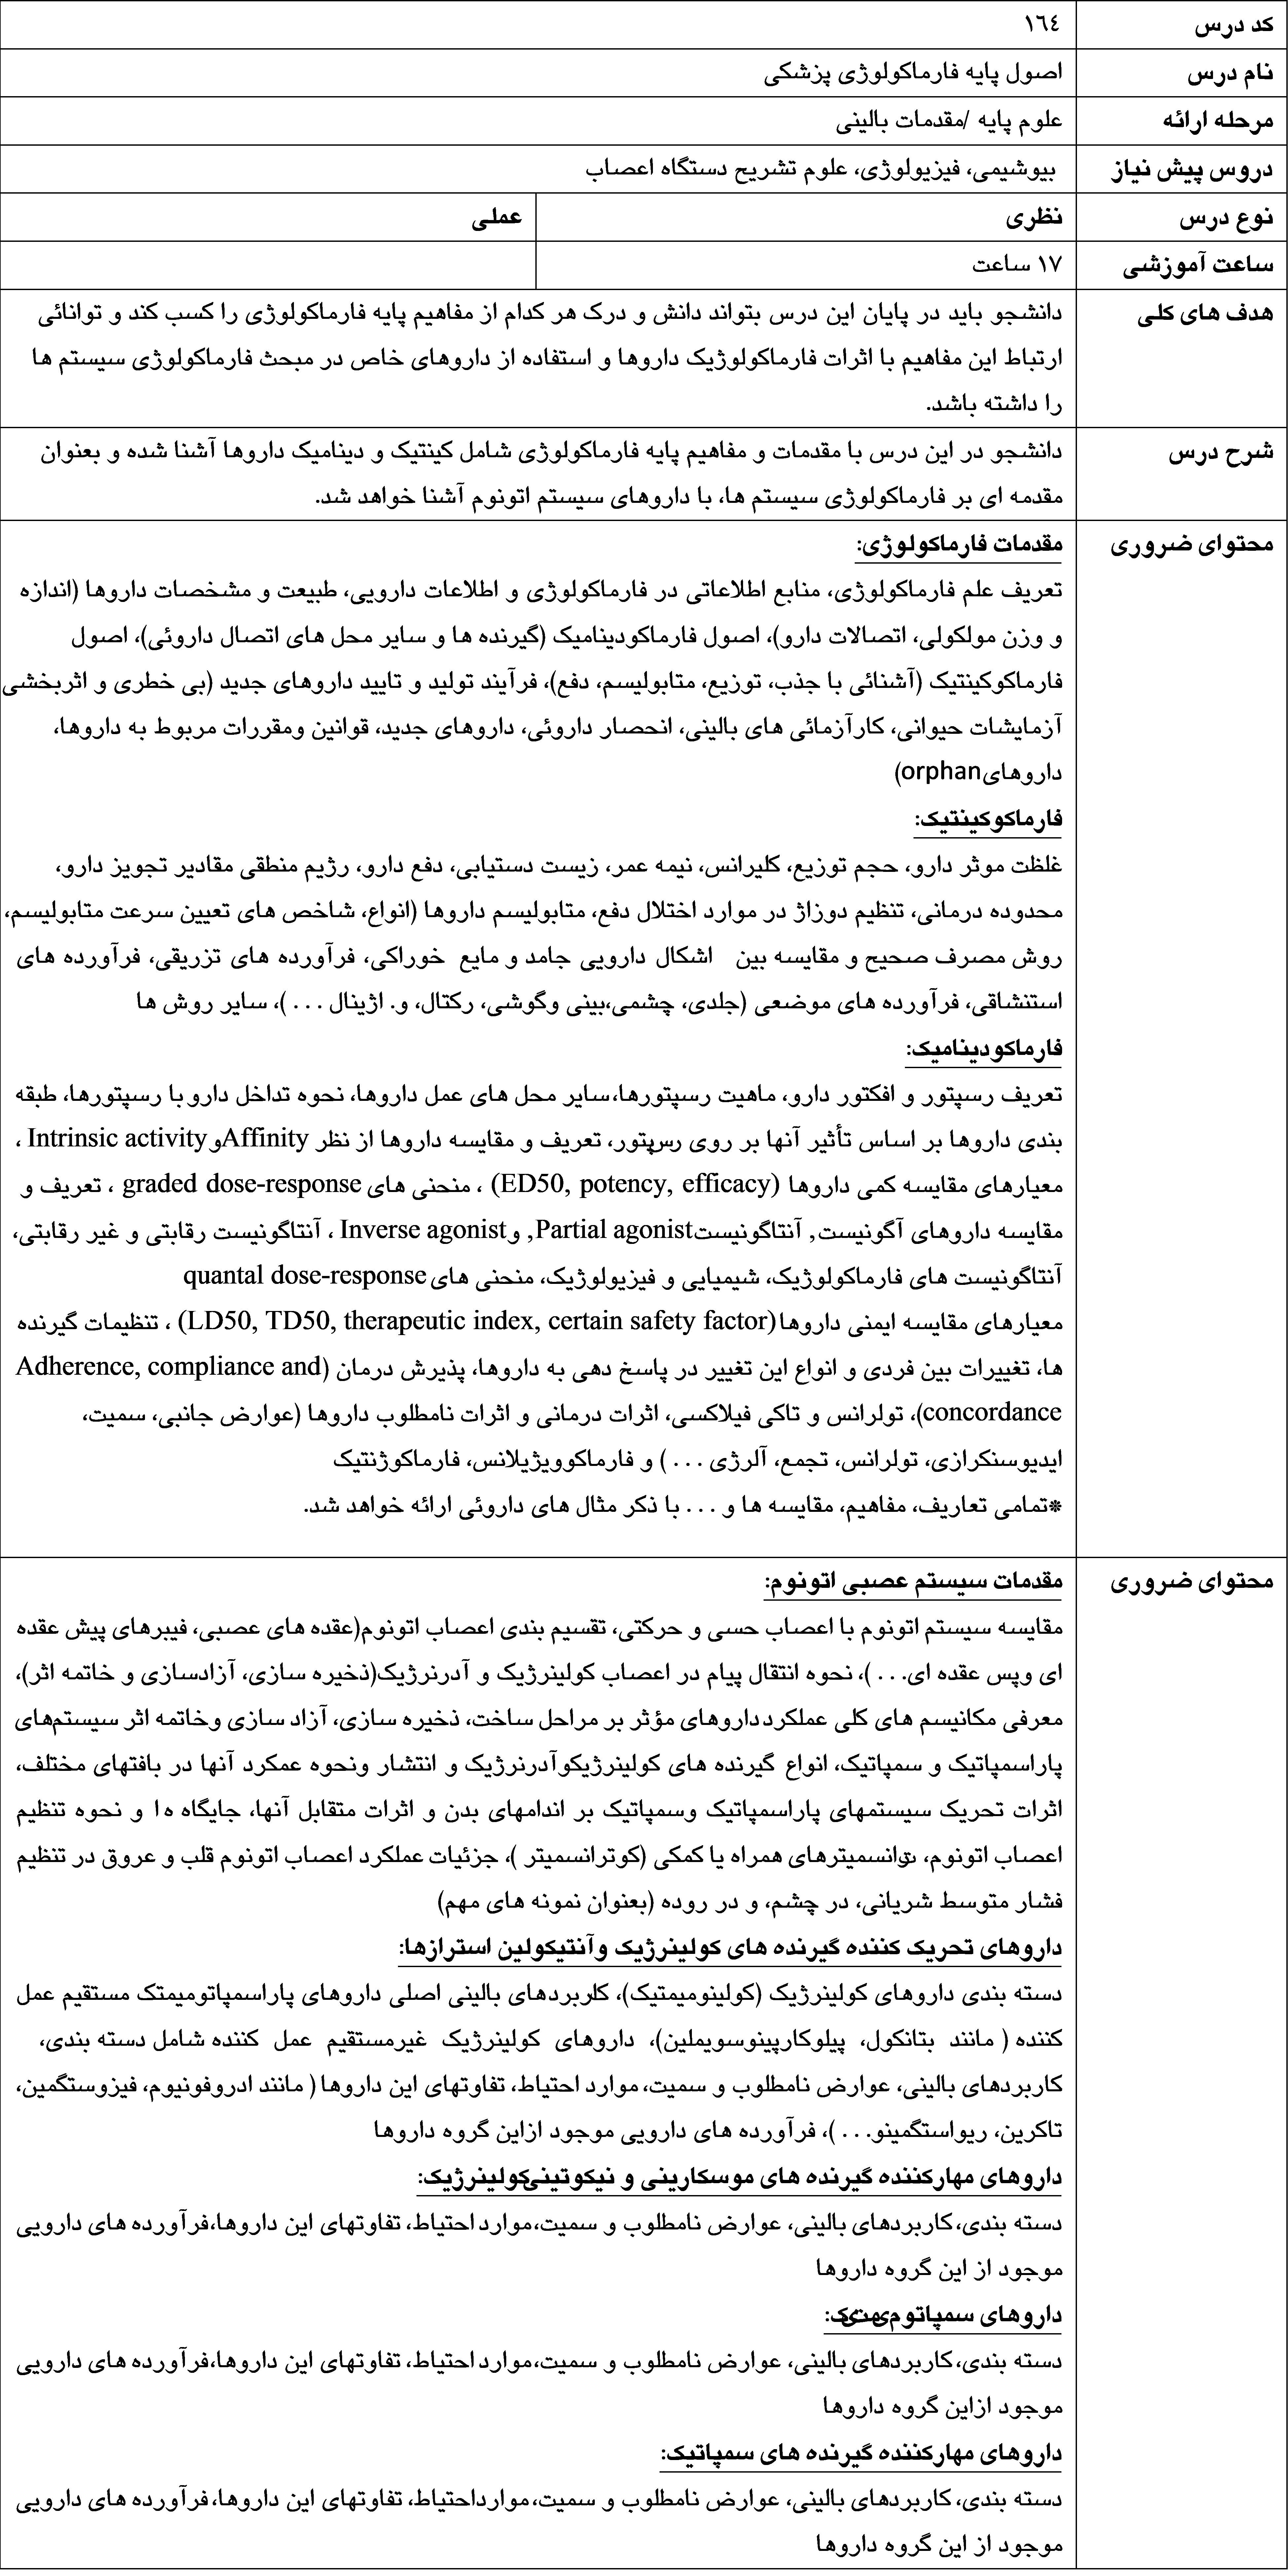 کد درس ١٦٤
نام درس اصول پایه فارماکولوژی پزشکی
مرحله ارائه علوم پایه /مقدمات بالینی
دروس پیش نیاز بیوشیمی، فیزیولوژی، علوم تشریح دستگاه اعصاب
نوع درس نظری عملی
ساعت آموزشی ١٧ ساعت
هدف های کلی دانشجو باید در پایان این درس بتواند دانش و درک هر کدام از مفاهیم پایه فارماکولوژی را کسب کند و توانائی
ارتباط این مفاهیم با اثرات فارماکولوژیک داروها و استفاده از داروهای خاص در مبحث فارماکولوژی سیستم ها
را داشته باشد.
شرح درس دانشجو در این درس با مقدمات و مفاهیم پایه فارماکولوژی شامل کینتیک و دینامیک داروها آشنا شده و بعنوان
مقدمه ای بر فارماکولوژی سیستم ها، با داروهای سیستم اتونوم آشنا خواهد شد.
محتوای ضروری مقدمات فارماکولوژی:
تعریف علم فارماکولوژی، منابع اطلاعاتی در فارماکولوژی و اطلاعات دارویی، طبیعت و مشخصات داروها (اندازه
و وزن مولکولی، اتصالات دارو)، اصول فارماکودینامیک (گیرنده ها و سایر محل های اتصال داروئی)، اصول
فارماکوکینتیک (آشنائی با جذب، توزیع، متابولیسم، دفع)، فرآیند تولید و تایید داروهای جدید (بی خطری و اثربخشی
آزمایشات حیوانی، کارآزمائی های بالینی، انحصار داروئی، داروهای جدید، قوانین ومقررات مربوط به داروها،
داروهایorphan)
فارماکوکینتیک:
غلظت موثر دارو، حجم توزیع، کلیرانس، نیمه عمر، زیست دستیابی، دفع دارو، رژیم منطقی مقادیر تجویز دارو،
محدوده درمانی، تنظیم دوزاژ در موارد اختلال دفع، متابولیسم داروها (انواع، شاخص های تعیین سرعت متابولیسم،
روش مصرف صحیح و مقایسه بین اشکال دارویی جامد و مایع خوراکی، فرآورده های تزریقی، فرآورده های
استنشاقی، فرآورده های موضعی (جلدی، چشمی،بینی وگوشی، رکتال، و. اژینال ...)، سایر روش ها
فارماکودینامیک:
تعریف رسپتور و افکتور دارو، ماهیت رسپتورها،سایر محل های عمل داروها، نحوه تداخل دارو با رسپتورها، طبقه
بندی داروها بر اساس تأثیر آنها بر روی رسپتور، تعریف و مقایسه داروها از نظر Affinityو Intrinsic activity ،
معیارهای مقایسه کمی داروها (ED50, potency, efficacy) ، منحنی های graded dose-response ، تعریف و
مقایسه داروهای آگونیست, آنتاگونیستPartial agonist, وInverse agonist ، آنتاگونیست رقابتی و غیر رقابتی،
آنتاگونیست های فارماکولوژیک، شیمیایی و فیزیولوژیک، منحنی های quantal dose-response
معیارهای مقایسه ایمنی داروها(LD50, TD50, therapeutic index, certain safety factor) ، تنظیمات گیرنده
ها، تغییرات بین فردی و انواع این تغییر در پاسخ دهی به داروها، پذیرش درمان (Adherence, compliance and
concordance)، تولرانس و تاکی فیلاکسی، اثرات درمانی و اثرات نامطلوب داروها (عوارض جانبی، سمیت،
ایدیوسنکرازی، تولرانس، تجمع، آلرژی ...) و فارماکوویژیلانس، فارماکوژنتیک
*تمامی تعاریف، مفاهیم، مقایسه ها و ... با ذکر مثال های داروئی ارائه خواهد شد.
محتوای ضروری مقدمات سیستم عصبی اتونوم:
مقایسه سیستم اتونوم با اعصاب حسی و حرکتی، تقسیم بندی اعصاب اتونوم(عقده های عصبی، فیبرهای پیش عقده
ای وپس عقده ای...)، نحوه انتقال پیام در اعصاب کولینرژیک و آدرنرژیک(ذخیره سازی، آزادسازی و خاتمه اثر)،
معرفی مکانیسم های کلی عملکرد داروهای مؤثر بر مراحل ساخت، ذخیره سازی، آزاد سازی وخاتمه اثر سیستم‌های
پاراسمپاتیک و سمپاتیک، انواع گیرنده های کولینرژیکوآدرنرژیک و انتشار ونحوه عمکرد آنها در بافتهای مختلف،
اثرات تحریک سیستمهای پاراسمپاتیک وسمپاتیک بر اندامهای بدن و اثرات متقابل آنها، جایگاه ه‍ا و نحوه تنظیم
اعصاب اتونوم، ترانسمیترهای همراه یا کمکی (کوترانسمیتر )، جزئیات عملکرد اعصاب اتونوم قلب و عروق در تنظیم
فشار متوسط شریانی، در چشم، و در روده (بعنوان نمونه های مهم)
داروهای تحریک کننده گیرنده های کولینرژیک وآنتیکولین استرازها:
دسته بندی داروهای کولینرژیک (کولینومیمتیک)، کاربردهای بالینی اصلی داروهای پاراسمپاتومیمتک مستقیم عمل
کننده ( مانند بتانکول، پیلوکارپینوسویملین)، داروهای کولینرژیک غیرمستقیم عمل کننده شامل دسته بندی،
کاربردهای بالینی، عوارض نامطلوب و سمیت، موارد احتیاط، تفاوتهای این داروها ( مانند ادروفونیوم، فیزوستگمین،
تاکرین، ریواستگمینو...)، فرآورده های دارویی موجود ازاین گروه داروها
داروهای مهارکننده گیرنده های موسکارینی و نیکوتینیکولینرژیک:
دسته بندی،کاربردهای بالینی، عوارض نامطلوب و سمیت،موارد احتیاط، تفاوتهای این داروها،فرآورده های دارویی
موجود از این گروه داروها
داروهای سمپاتومیمتیک:
دسته بندی،کاربردهای بالینی، عوارض نامطلوب و سمیت،موارد احتیاط، تفاوتهای این داروها،فرآورده های دارویی
موجود ازاین گروه داروها
داروهای مهارکننده گیرنده های سمپاتیک:
دسته بندی، کاربردهای بالینی، عوارض نامطلوب و سمیت،موارداحتیاط، تفاوتهای این داروها،فرآورده های دارویی
موجود از این گروه داروها